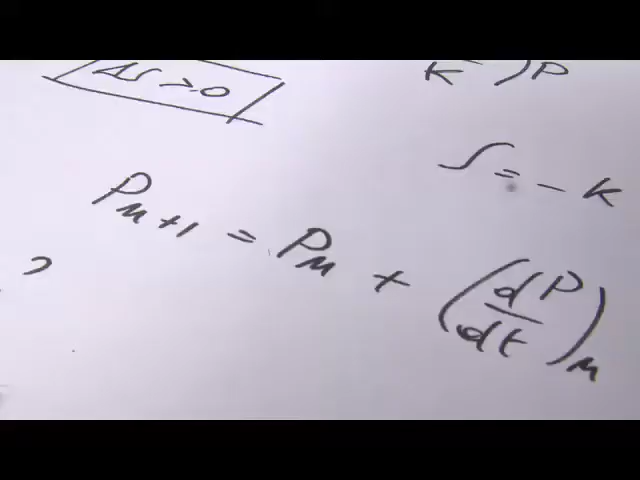 ΔS > 0
K ) P
S = - K
P_{n+1} = P_n + (dP/dt)_n